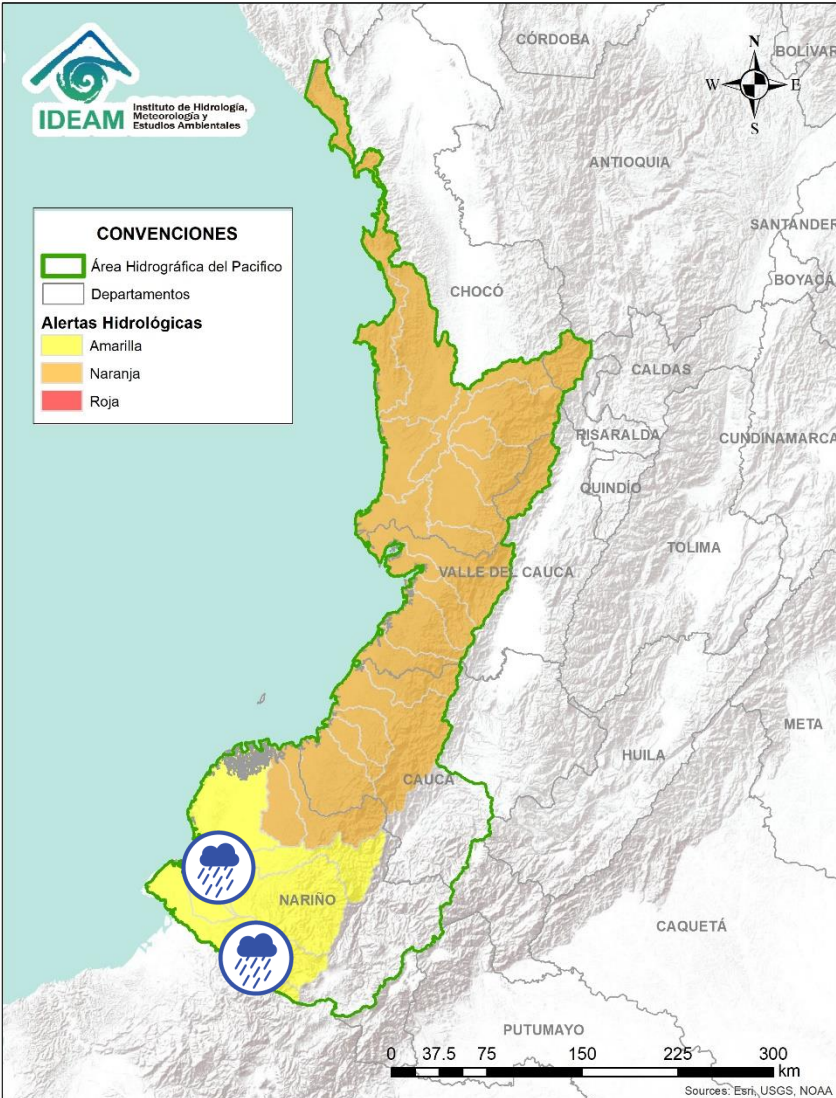 IDEAM
Instituto de Hidrología,
Meteorología y
Estudios Ambientales
N
W
E
S
CONVENCIONES
Área Hidrográfica del Pacifico
Departamentos
Alertas Hidrológicas
Amarilla
Naranja
Roja
CÓRDOBA
BOLÍVAR
ANTIOQUIA
SANTANDER
BOYACÁ
CHOCÓ
CALDAS
RISARALDA
CUNDINAMARCA
QUINDÍO
TOLIMA
VALLE DEL CAUCA
META
HUILA
CAUCA
NARIÑO
CAQUETÁ
PUTUMAYO
0 37.5 75 150 225 300
km
Sources: Esri, USGS, NOAA